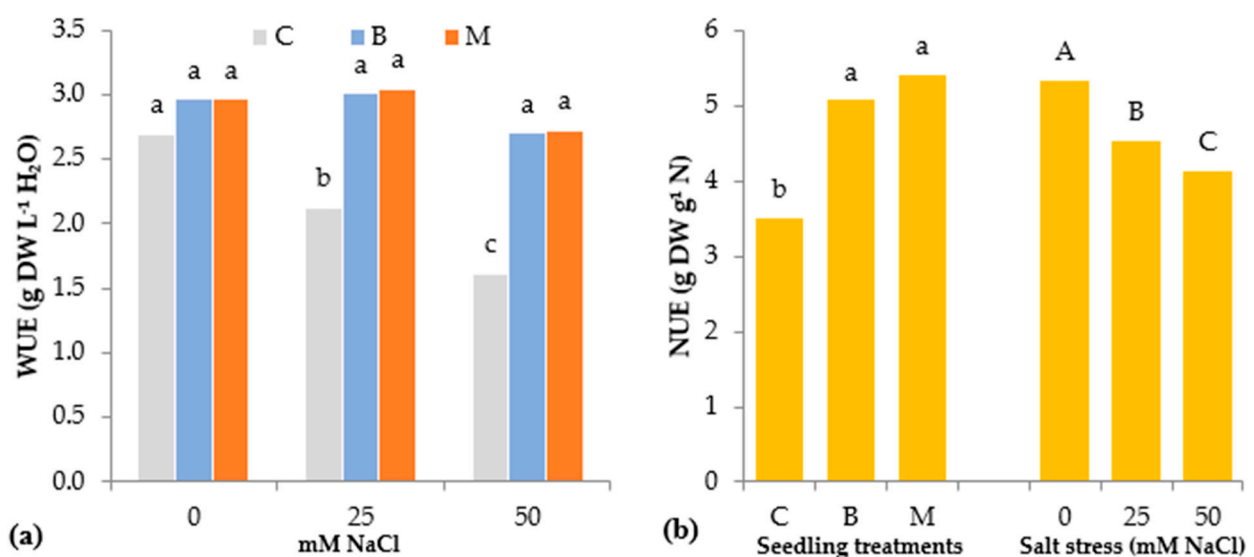 3.5
3.0
2.5
2.0
1.5
1.0
0.5
0.0
WUE (g DW L⁻¹ H₂O)
C B M
a a a
b a a
c a a
0 25 50
mM NaCl
(a)
6
5
4
3
2
1
0
NUE (g DW g¹ N)
b a a A B C
C B M 0 25 50
Seedling treatments Salt stress (mM NaCl)
(b)